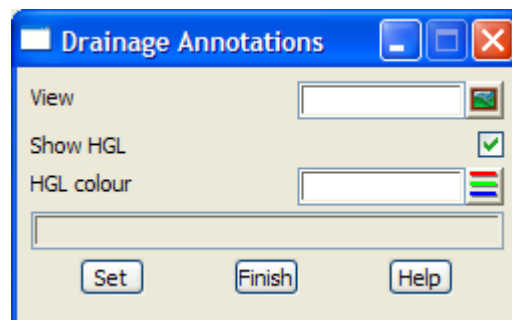 Drainage Annotations
View
Show HGL
HGL colour
Set Finish Help